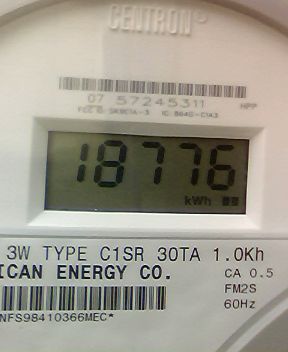 CENTRON
07 57245311
HPP
18776
kWh
3W TYPE C1SR 30TA 1.0Kh
ICAN ENERGY CO.
CA 0.5
FM2S
60Hz
NFS98410366MEC*